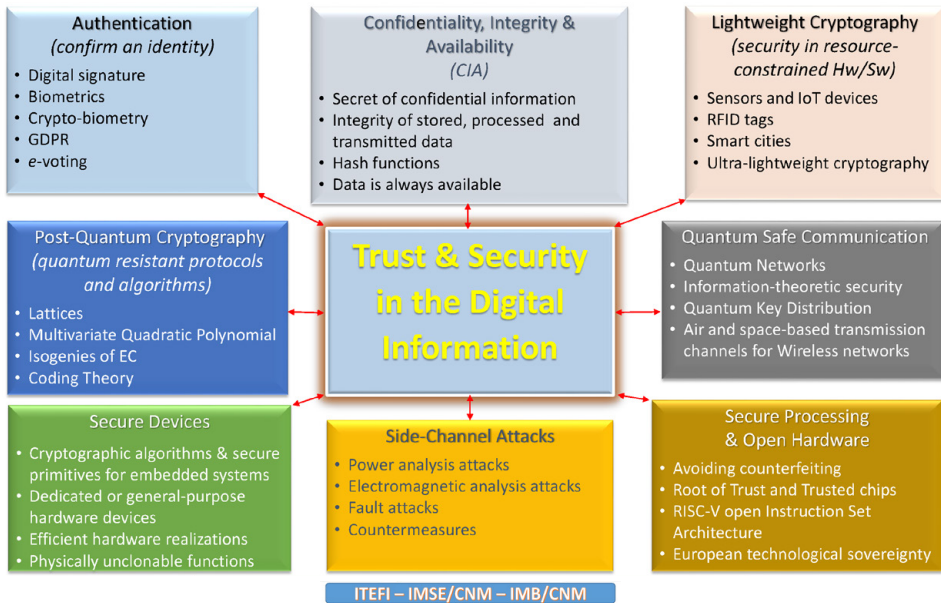 Authentication
(confirm an identity)
• Digital signature
• Biometrics
• Crypto-biometry
• GDPR
• e-voting
Confidentiality, Integrity &
Availability
(CIA)
• Secret of confidential information
• Integrity of stored, processed and
transmitted data
• Hash functions
• Data is always available
Lightweight Cryptography
(security in resource-
constrained Hw/Sw)
• Sensors and IoT devices
• RFID tags
• Smart cities
• Ultra-lightweight cryptography
Post-Quantum Cryptography
(quantum resistant protocols
and algorithms)
• Lattices
• Multivariate Quadratic Polynomial
• Isogenies of EC
• Coding Theory
Trust & Security
in the Digital
Information
Quantum Safe Communication
• Quantum Networks
• Information-theoretic security
• Quantum Key Distribution
• Air and space-based transmission
channels for Wireless networks
Secure Devices
• Cryptographic algorithms & secure
primitives for embedded systems
• Dedicated or general-purpose
hardware devices
• Efficient hardware realizations
• Physically unclonable functions
Side-Channel Attacks
• Power analysis attacks
• Electromagnetic analysis attacks
• Fault attacks
• Countermeasures
Secure Processing
& Open Hardware
• Avoiding counterfeiting
• Root of Trust and Trusted chips
• RISC-V open Instruction Set
Architecture
• European technological sovereignty
ITEFI – IMSE/CNM – IMB/CNM